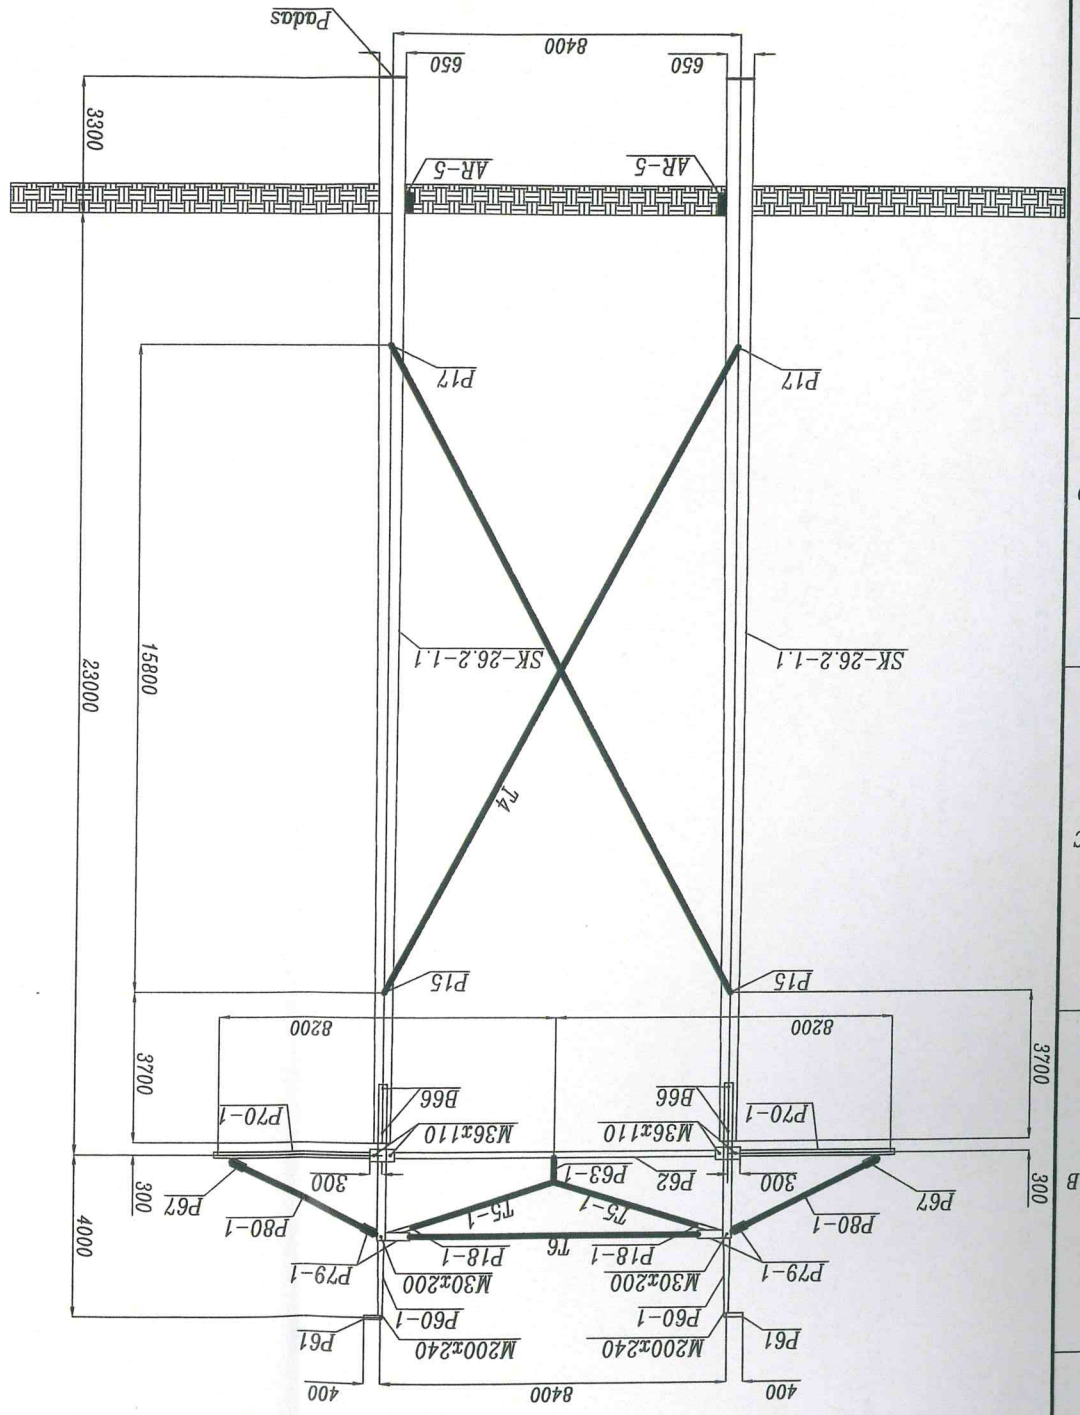 400
8400
400
P61
M200x240
M200x240
P61
P60-1
P60-1
P79-1
M30x200
M30x200
P79-1
P18-1
T6
P18-1
P80-1
T5-1
T5-1
P80-1
4000
B
P67
P62
P63-1
P67
300
300
300
300
M36x110
M36x110
P70-1
P70-1
B66
B66
3700
3700
8200
8200
P15
P15
C
T4
SK-26.2-1.1
SK-26.2-1.1
15800
23000
P17
P17
AR-5
AR-5
3300
650
650
8400
Padas